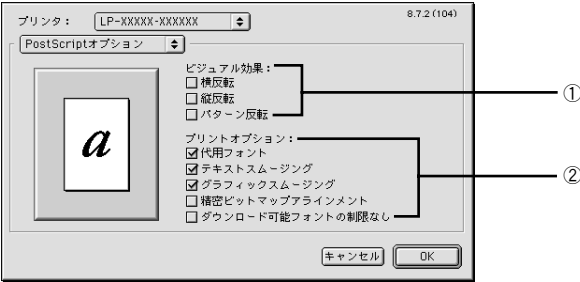 プリンタ： LP-XXXXX-XXXXXX 8.7.2 (104)
PostScriptオプション
ビジュアル効果：
横反転
縦反転
パターン反転
①
a
プリントオプション：
代用フォント
テキストスムージング
グラフィックスムージング
精密ビットマップアラインメント
ダウンロード可能フォントの制限なし
②
キャンセル OK